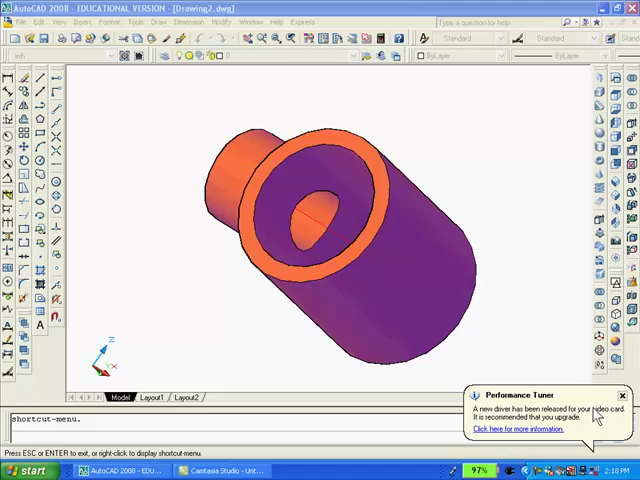 AutoCAD 2008 - EDUCATIONAL VERSION - [Drawing2.dwg]
File Edit View Insert Format Tools Draw Dimension Modify Window Help Express
Type a question for help
Standard
Standard
ash
0
ByLayer
ByLayer
Z
X
Model Layout1 Layout2
Performance Tuner
A new driver has been released for your video card.
It is recommended that you upgrade.
Click here for more information.
shortcut-menu.
Press ESC or ENTER to exit, or right-click to display shortcut-menu.
start
AutoCAD 2008 - EDU...
Camtasia Studio - Unt...
97%
2:18 PM